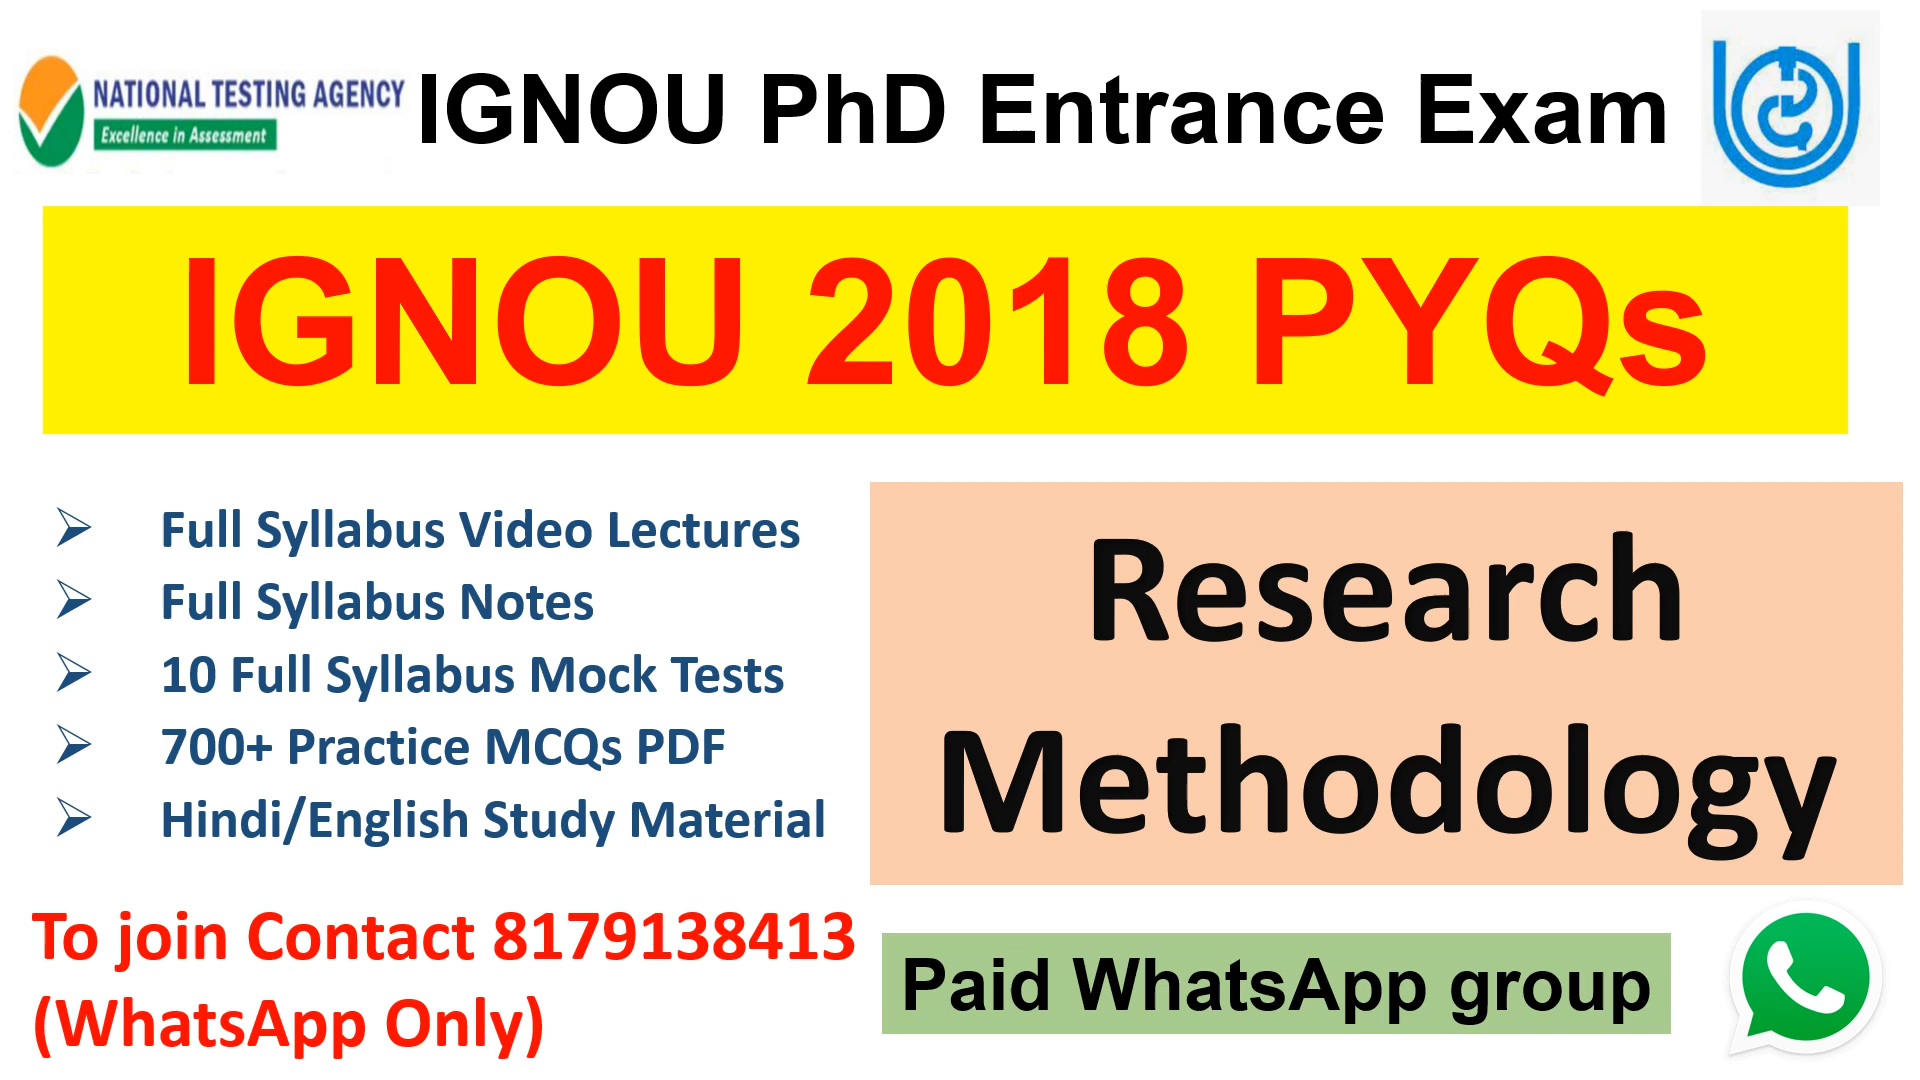 NATIONAL TESTING AGENCY
Excellence in Assessment
IGNOU PhD Entrance Exam
IGNOU 2018 PYQs
Full Syllabus Video Lectures
Full Syllabus Notes
10 Full Syllabus Mock Tests
700+ Practice MCQs PDF
Hindi/English Study Material
Research
Methodology
To join Contact 8179138413
(WhatsApp Only)
Paid WhatsApp group